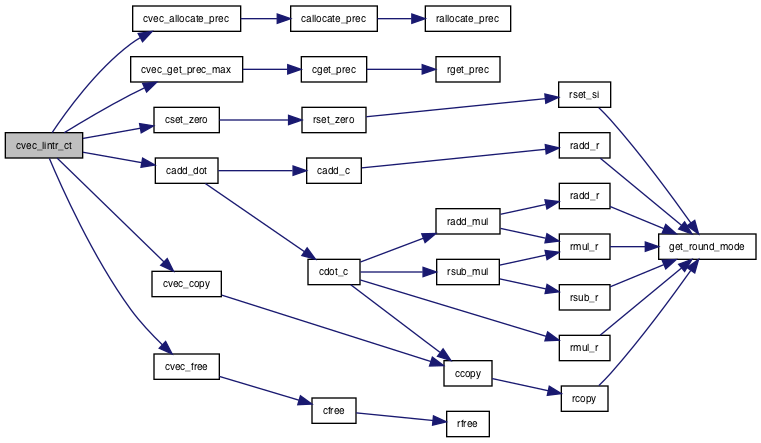 cvec_allocate_prec
callocate_prec
rallocate_prec
cvec_get_prec_max
cget_prec
rget_prec
rset_si
cset_zero
rset_zero
cvec_lintr_ct
radd_r
cadd_dot
cadd_c
radd_r
radd_mul
rmul_r
get_round_mode
cdot_c
rsub_mul
cvec_copy
rsub_r
rmul_r
cvec_free
ccopy
rcopy
cfree
rfree